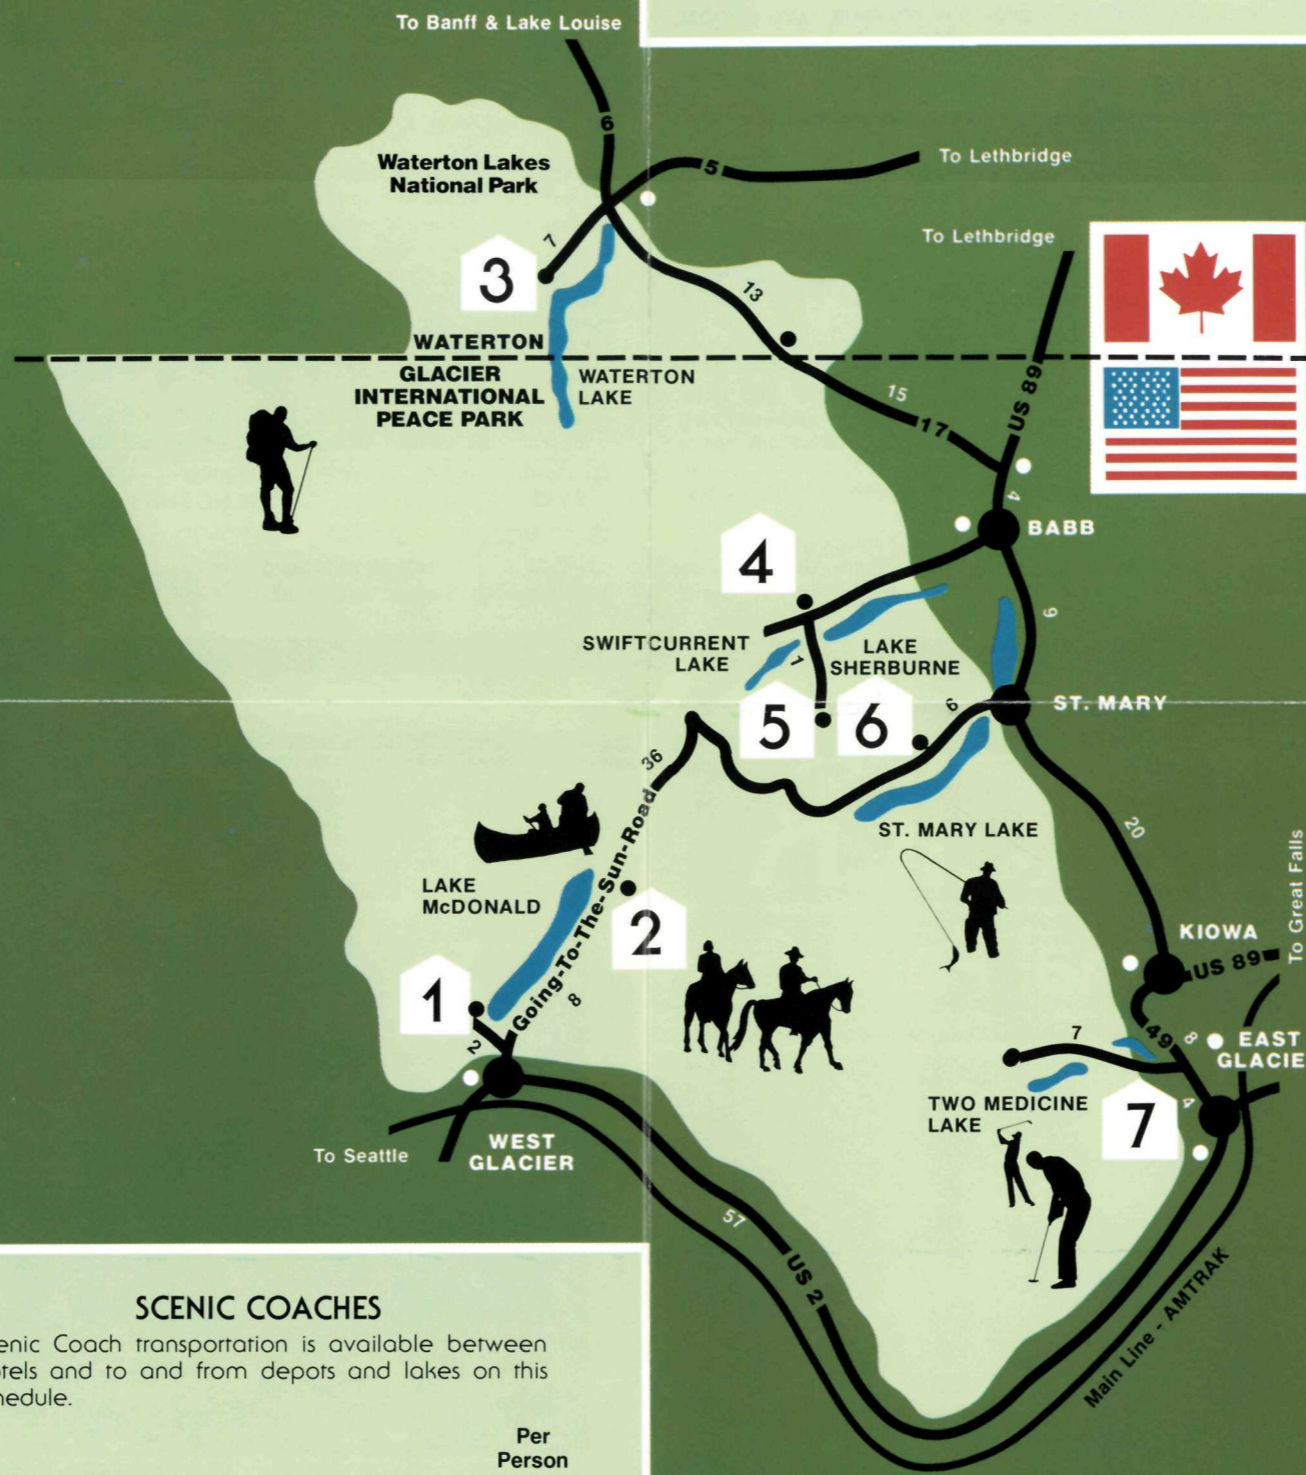 To Banff & Lake Louise
6
Waterton Lakes
National Park
5
To Lethbridge
To Lethbridge
7
3
13
WATERTON
GLACIER
INTERNATIONAL
PEACE PARK
WATERTON
LAKE
15
17
US 89
4
BABB
4
9
SWIFTCURRENT
LAKE
1
LAKE
SHERBURNE
5
6
6
ST. MARY
36
Going-To-The-Sun-Road
ST. MARY LAKE
20
To Great Falls
LAKE
McDONALD
2
8
KIOWA
US 89
1
2
7
49
8
EAST
GLACIE
TWO MEDICINE
LAKE
7
4
To Seattle
WEST
GLACIER
57
US 2
Main Line - AMTRAK
SCENIC COACHES
enic Coach transportation is available between
tels and to and from depots and lakes on this
hedule.
Per
Person